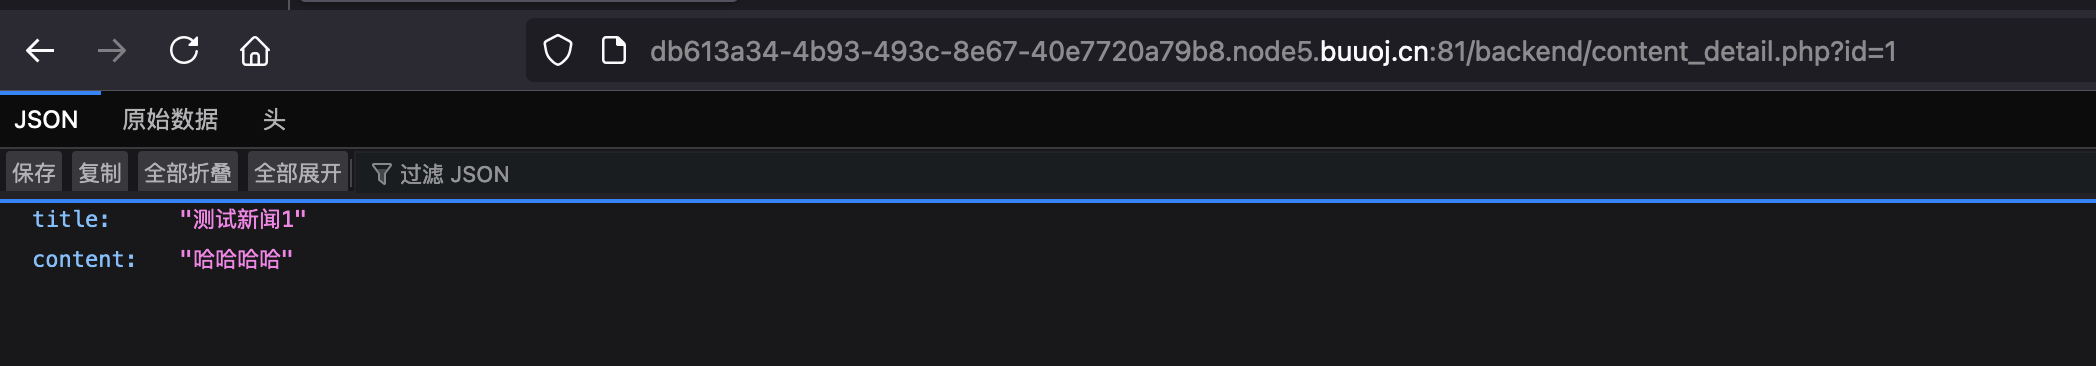 db613a34-4b93-493c-8e67-40e7720a79b8.node5.buuoj.cn:81/backend/content_detail.php?id=1
JSON 原始数据 头
保存 复制 全部折叠 全部展开 过滤 JSON
title: "测试新闻1"
content: "哈哈哈哈"